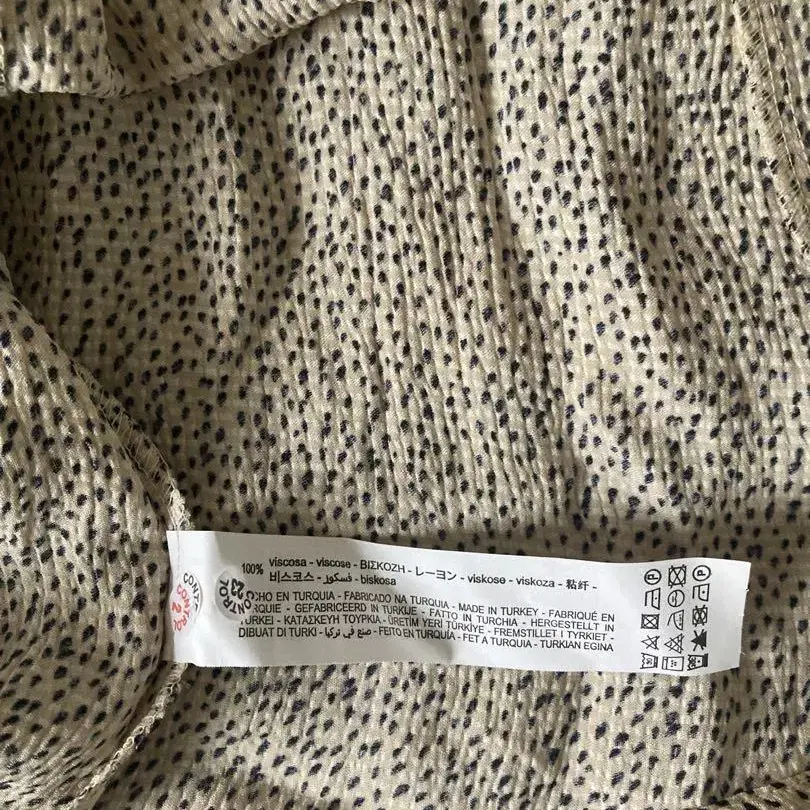 100% viscosa - viscose - ΒΙΣΚΟΖΗ - レーヨン - viskose - viskoza - 粘纤 -
비스코스 - فسكوز - biskosa
CHO EN TURQUIA - FABRICADO NA TURQUIA - MADE IN TURKEY - FABRIQUÉ EN
RQUIE - GEFABRICEERD IN TURKIJE - FATTO IN TURCHIA - HERGESTELLT IN
TÜRKEI - ΚΑΤΑΣΚΕΥΗ ΤΟΥΡΚΙΑ - ÜRETİM YERİ TÜRKİYE - FREMSTILLET I TYRKIET -
DIBUAT DI TURKI - صنع في تركيا - FEITO EN TURQUÍA - FET A TURQUIA - TURKIAN EGINA
CONTROL
2
CONTROL
23